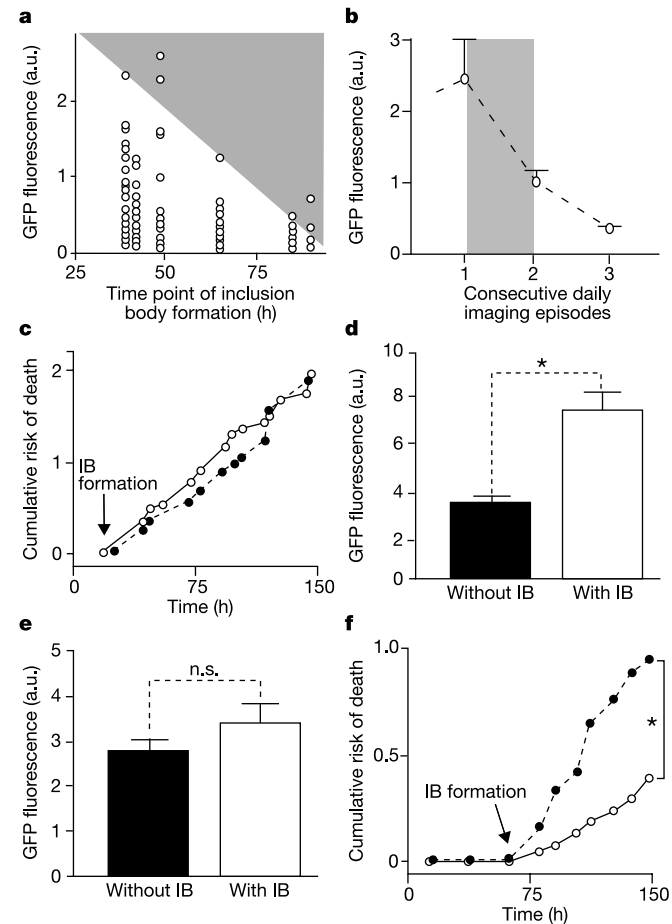 a
GFP fluorescence (a.u.)
2
1
0
25
50
75
Time point of inclusion
body formation (h)
b
GFP fluorescence (a.u.)
3
2
1
0
1
2
3
Consecutive daily
imaging episodes
c
Cumulative risk of death
2
1
0
IB
formation
0
75
150
Time (h)
d
GFP fluorescence (a.u.)
10
8
6
4
2
0
*
Without IB
With IB
e
GFP fluorescence (a.u.)
5
4
3
2
1
0
n.s.
Without IB
With IB
f
Cumulative risk of death
1.0
0.5
0
IB formation
*
0
75
150
Time (h)